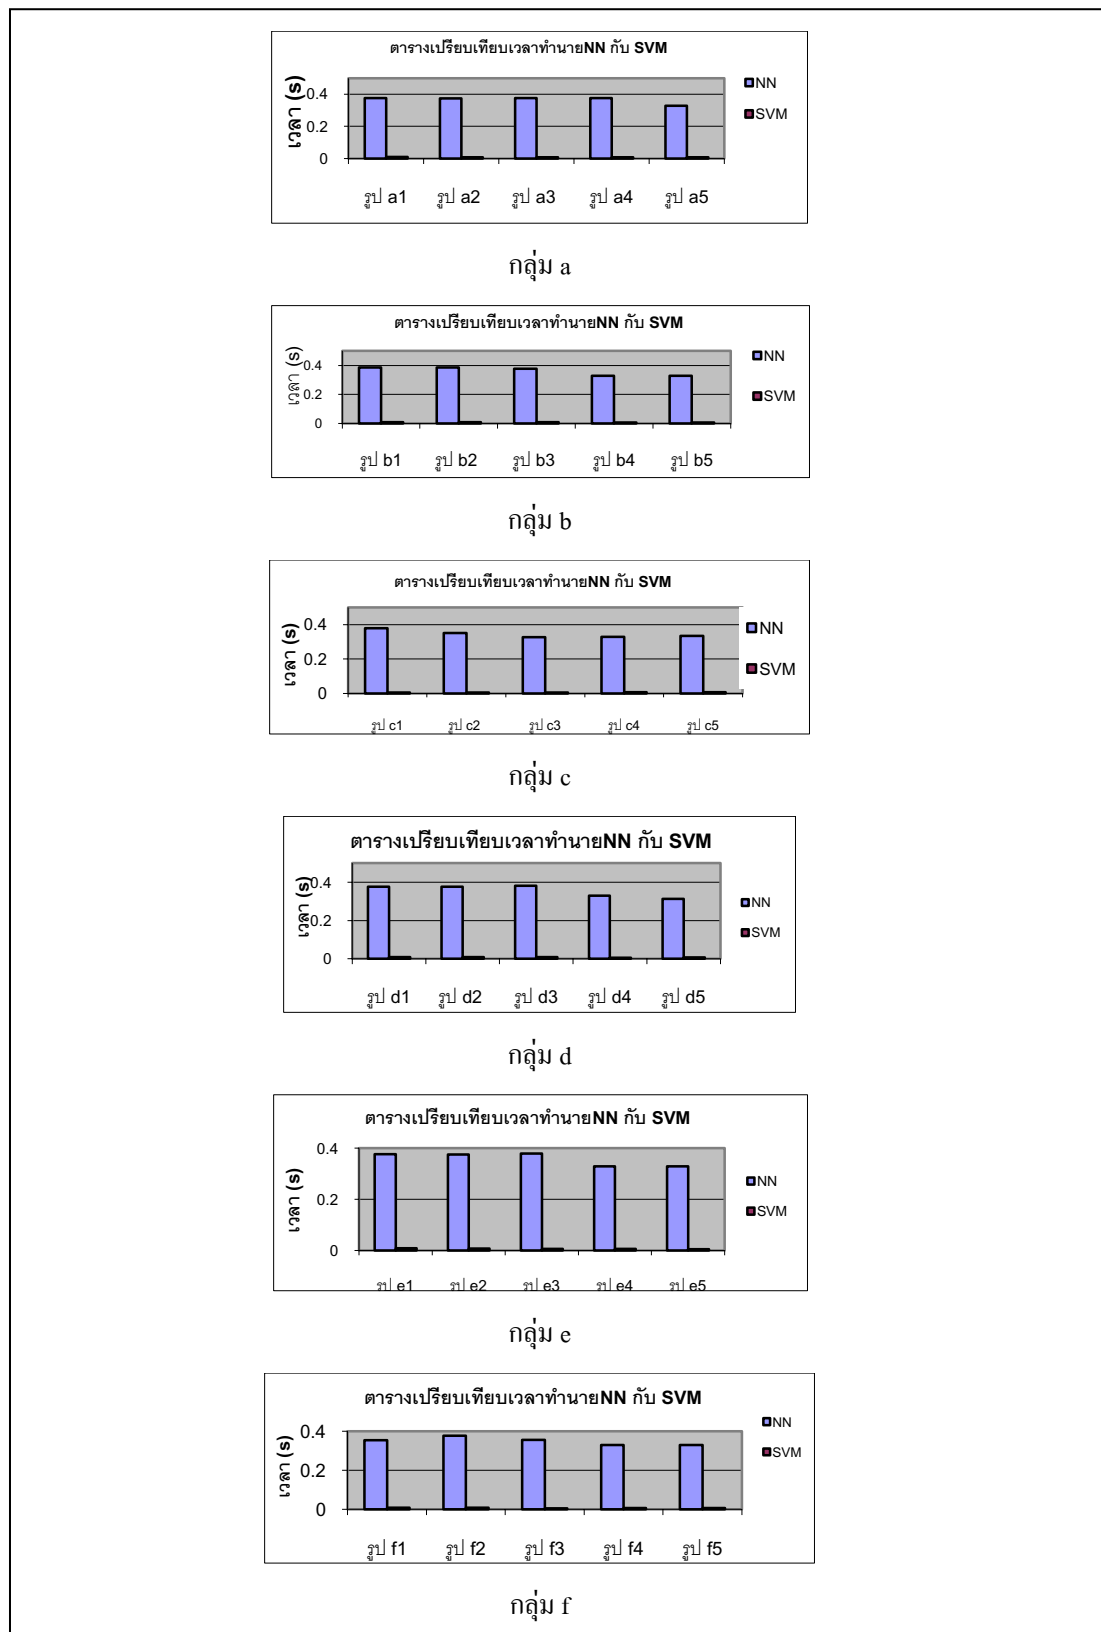 ตารางเปรียบเทียบเวลาทำนายNN กับ SVM
เวลา (s)
0.4
0.2
0
NN
SVM
รูป a1 รูป a2 รูป a3 รูป a4 รูป a5
กลุ่ม a
ตารางเปรียบเทียบเวลาทำนายNN กับ SVM
เวลา (s)
0.4
0.2
0
NN
SVM
รูป b1 รูป b2 รูป b3 รูป b4 รูป b5
กลุ่ม b
ตารางเปรียบเทียบเวลาทำนายNN กับ SVM
เวลา (s)
0.4
0.2
0
NN
SVM
รูป c1 รูป c2 รูป c3 รูป c4 รูป c5
กลุ่ม c
ตารางเปรียบเทียบเวลาทำนายNN กับ SVM
เวลา (s)
0.4
0.2
0
NN
SVM
รูป d1 รูป d2 รูป d3 รูป d4 รูป d5
กลุ่ม d
ตารางเปรียบเทียบเวลาทำนายNN กับ SVM
เวลา (s)
0.4
0.2
0
NN
SVM
รูป e1 รูป e2 รูป e3 รูป e4 รูป e5
กลุ่ม e
ตารางเปรียบเทียบเวลาทำนายNN กับ SVM
เวลา (s)
0.4
0.2
0
NN
SVM
รูป f1 รูป f2 รูป f3 รูป f4 รูป f5
กลุ่ม f